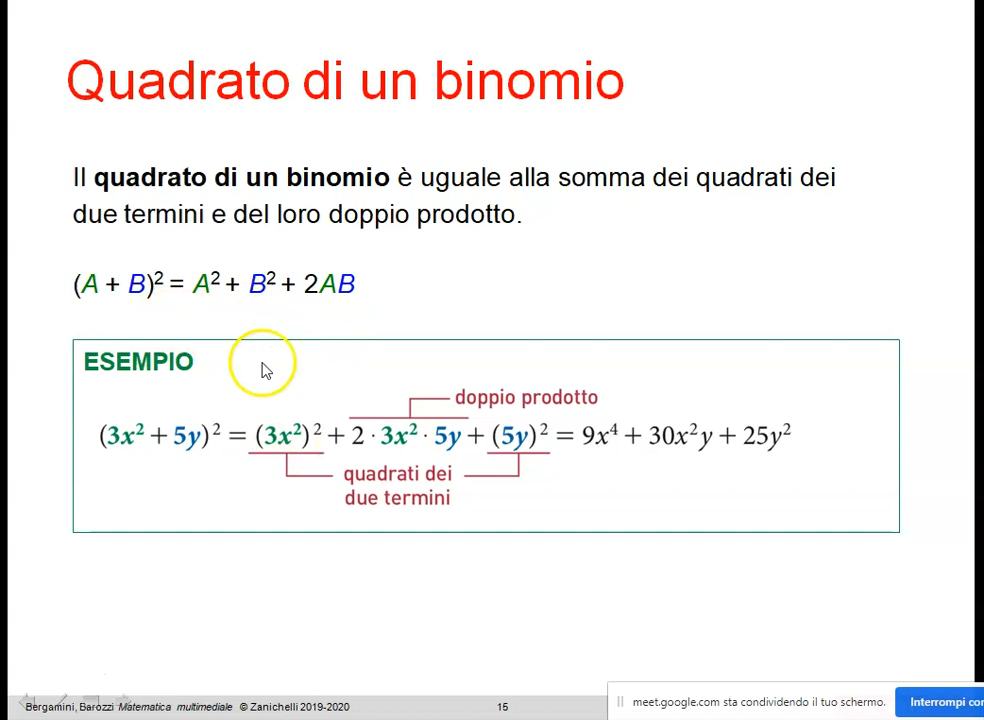 Quadrato di un binomio
Il quadrato di un binomio è uguale alla somma dei quadrati dei
due termini e del loro doppio prodotto.
(A + B)² = A² + B² + 2AB
ESEMPIO
doppio prodotto
(3x² + 5y)² = (3x²)² + 2 · 3x² · 5y + (5y)² = 9x⁴ + 30x²y + 25y²
quadrati dei
due termini
Bergamini, Barozzi Matematica multimediale © Zanichelli 2019-2020
15
meet.google.com sta condividendo il tuo schermo.
Interrompi con